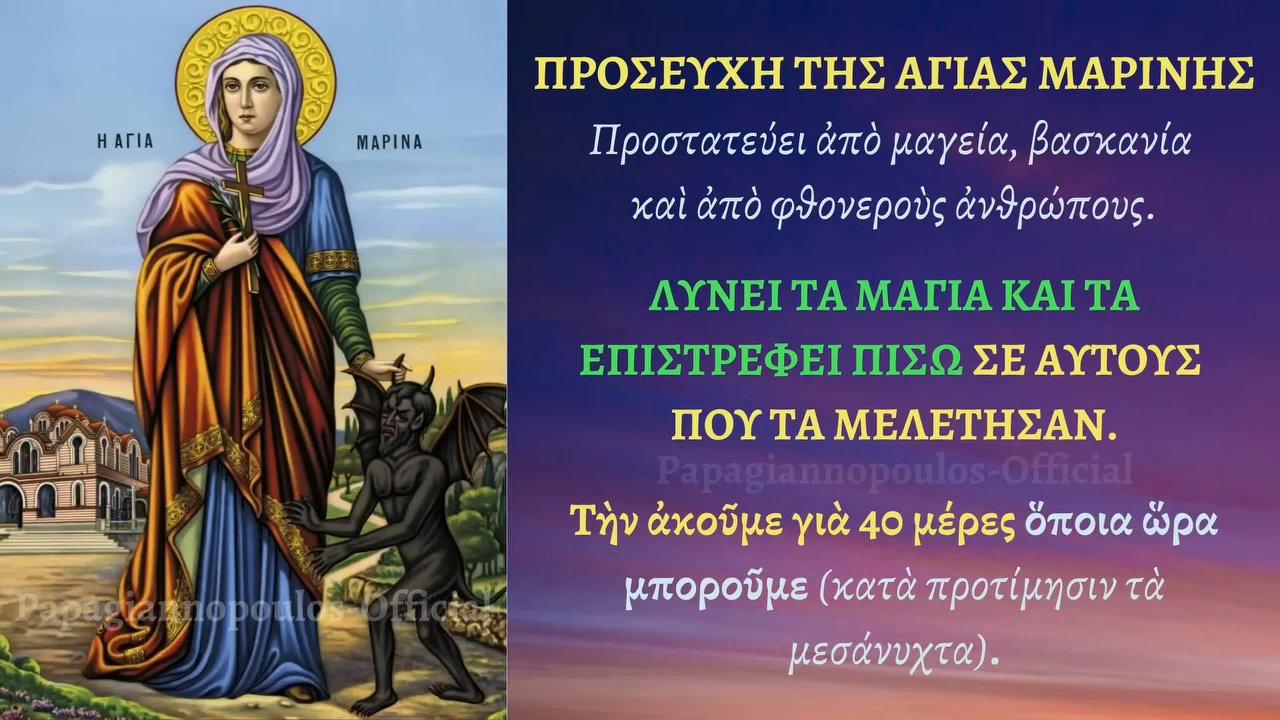 Η ΑΓΙΑ ΜΑΡΙΝΑ
Papagiannopoulos-Official
ΠΡΟΣΕΥΧΗ ΤΗΣ ΑΓΙΑΣ ΜΑΡΙΝΗΣ
Προστατεύει ἀπὸ μαγεία, βασκανία
καὶ ἀπὸ φθονεροὺς ἀνθρώπους.
ΛΥΝΕΙ ΤΑ ΜΑΓΙΑ ΚΑΙ ΤΑ
ΕΠΙΣΤΡΕΦΕΙ ΠΙΣΩ ΣΕ ΑΥΤΟΥΣ
ΠΟΥ ΤΑ ΜΕΛΕΤΗΣΑΝ.
Papagiannopoulos-Official
Τὴν ἀκοῦμε γιὰ 40 μέρες ὅποια ὥρα
μποροῦμε (κατὰ προτίμησιν τὰ
μεσάνυχτα).